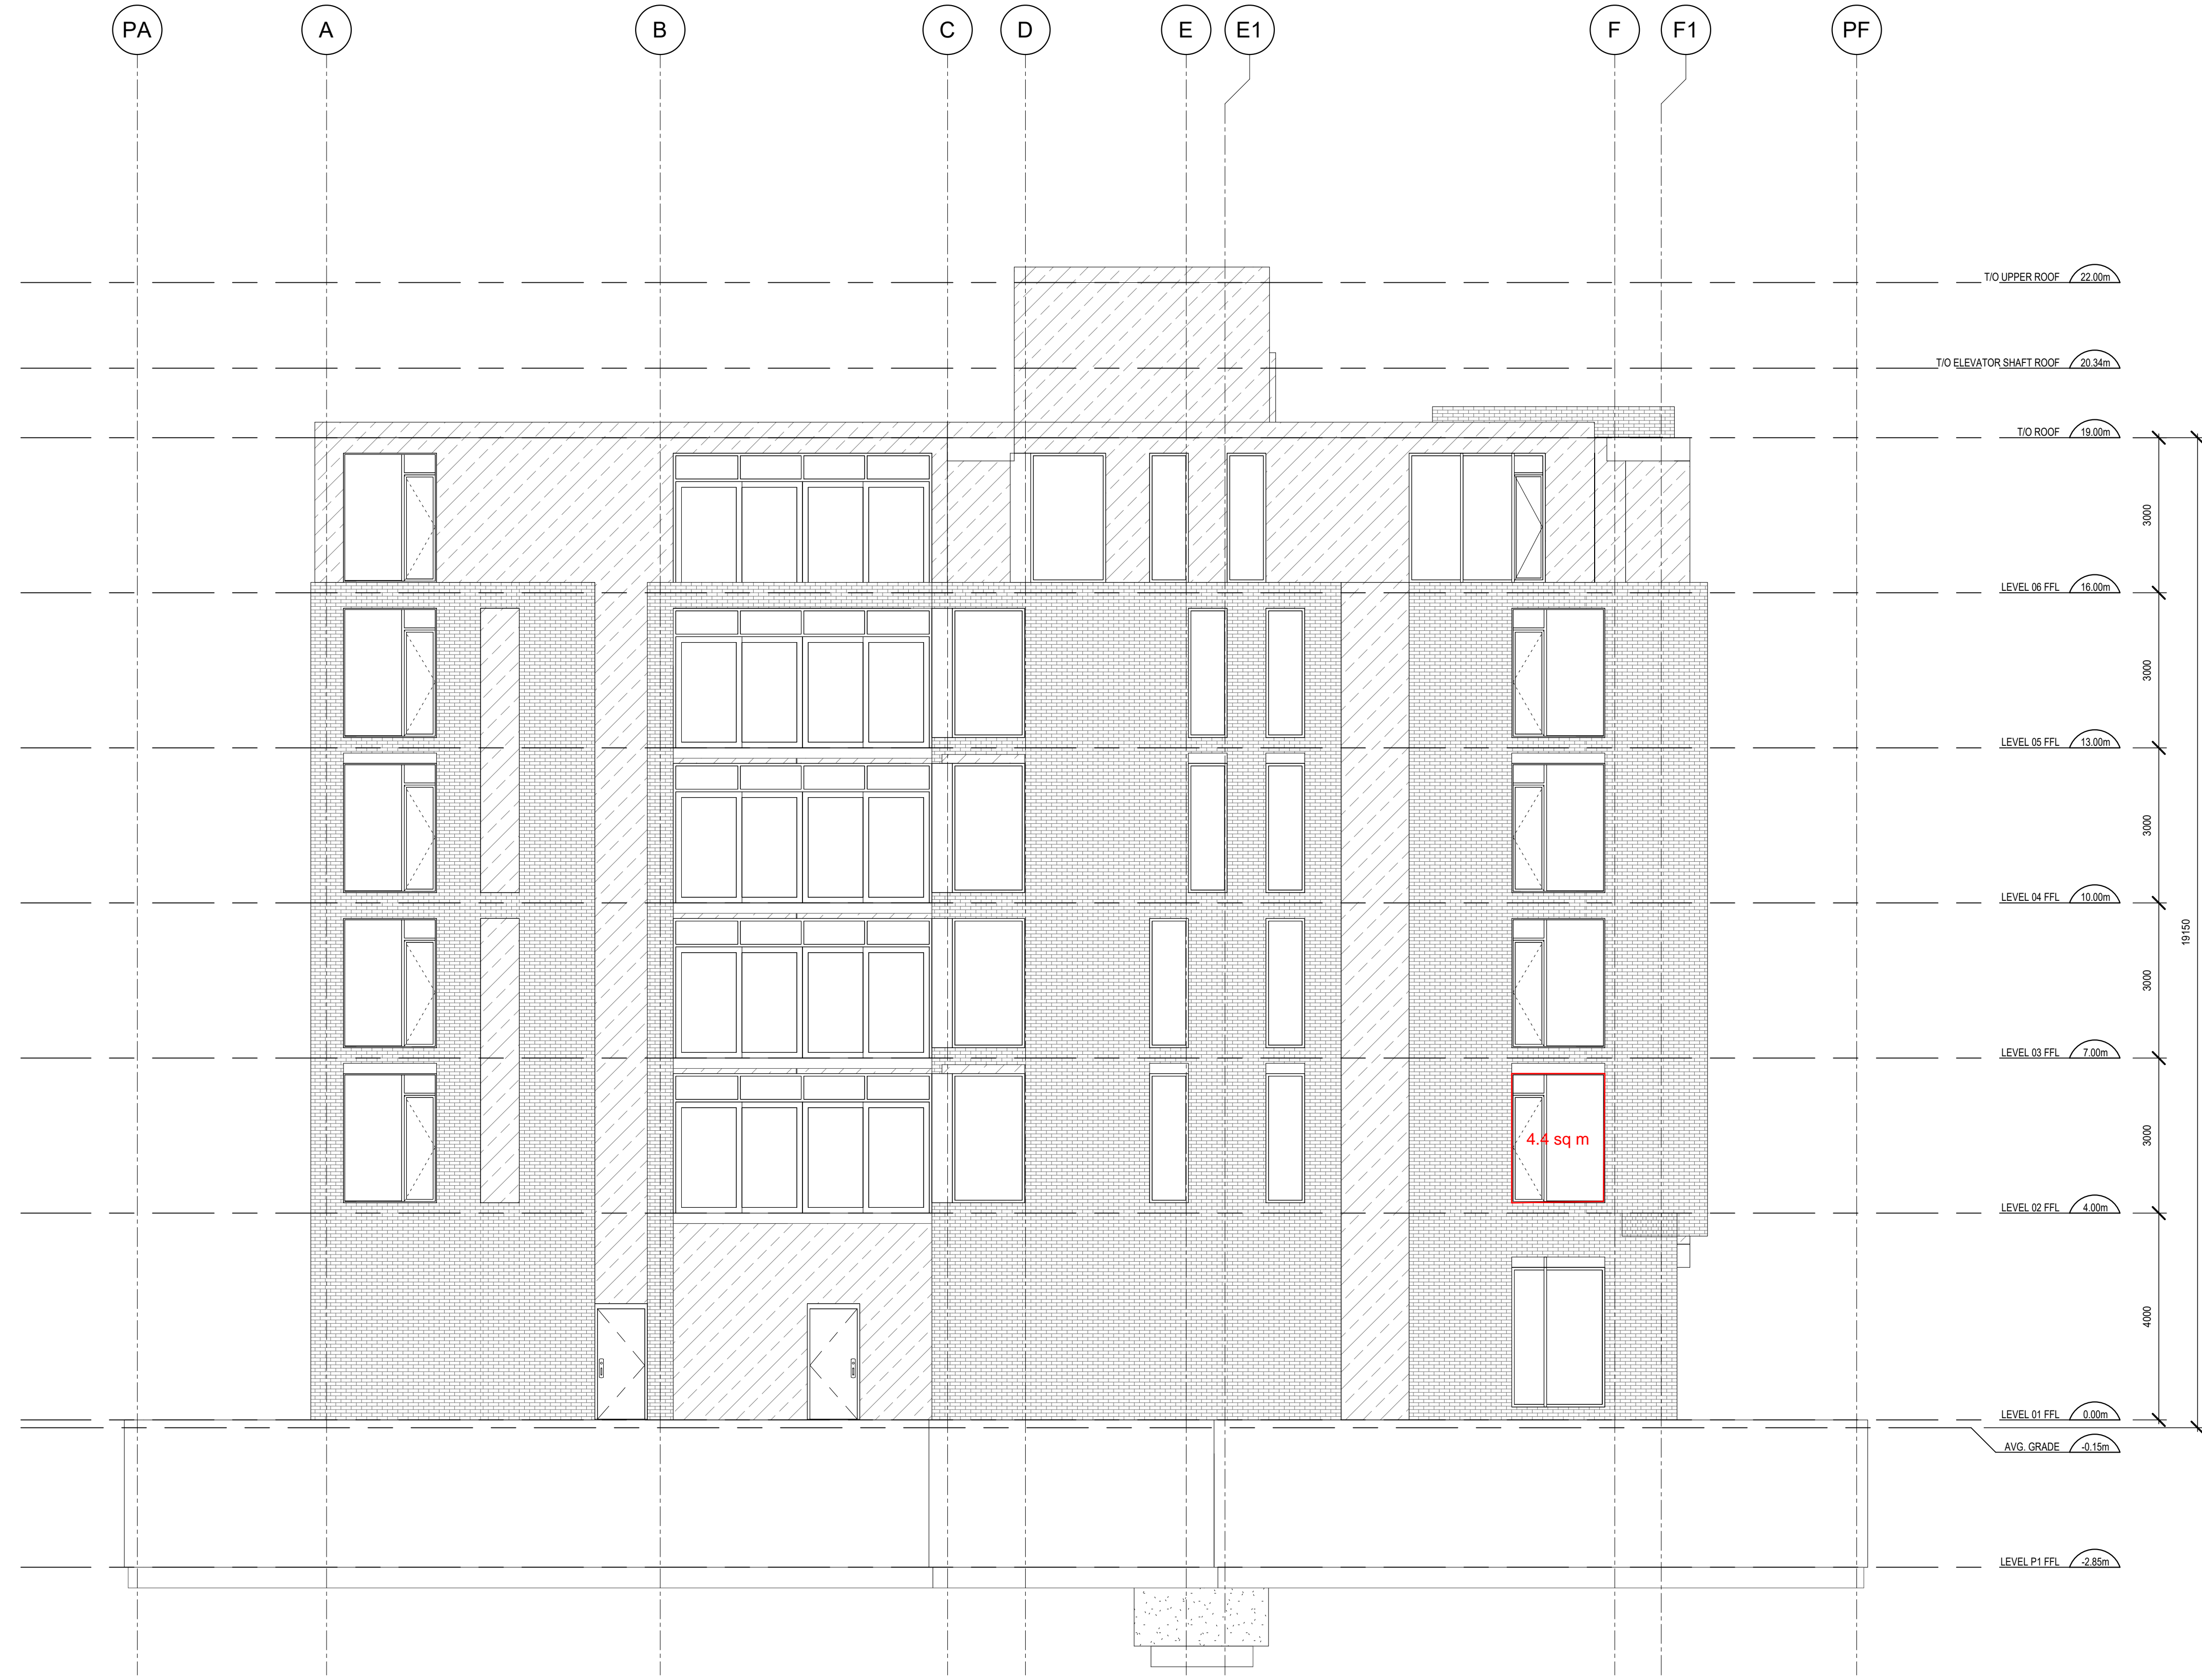 PA A B C D E E1 F F1 PF
T/O UPPER ROOF 22.00m
T/O ELEVATOR SHAFT ROOF 20.34m
T/O ROOF 19.00m
3000
LEVEL 06 FFL 16.00m
3000
LEVEL 05 FFL 13.00m
3000
LEVEL 04 FFL 10.00m
19150
3000
LEVEL 03 FFL 7.00m
4.4 sq m
3000
LEVEL 02 FFL 4.00m
4000
LEVEL 01 FFL 0.00m
AVG. GRADE -0.15m
LEVEL P1 FFL -2.85m